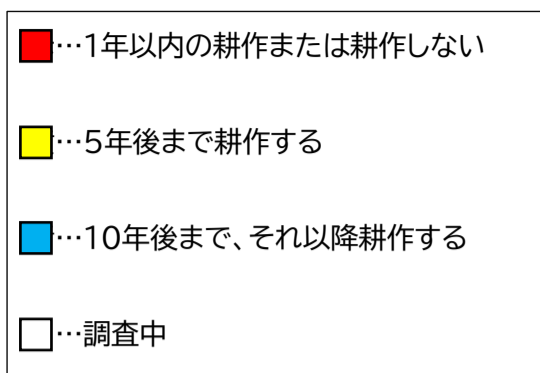 …1年以内の耕作または耕作しない
…5年後まで耕作する
…10年後まで、それ以降耕作する
…調査中